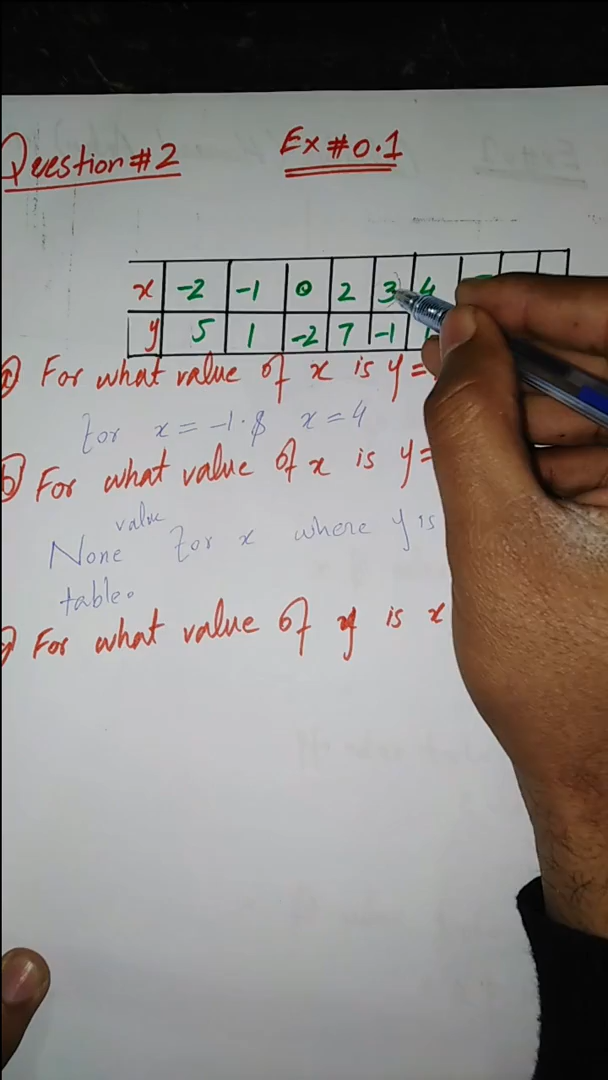 Question #2 Ex #0.1
x -2 -1 0 2 3 4
y 5 1 -2 7 -1
For what value of x is y=
For x = -1 & x = 4
b) For what value of x is y=
value
None for x where y is
table.
For what value of y is x